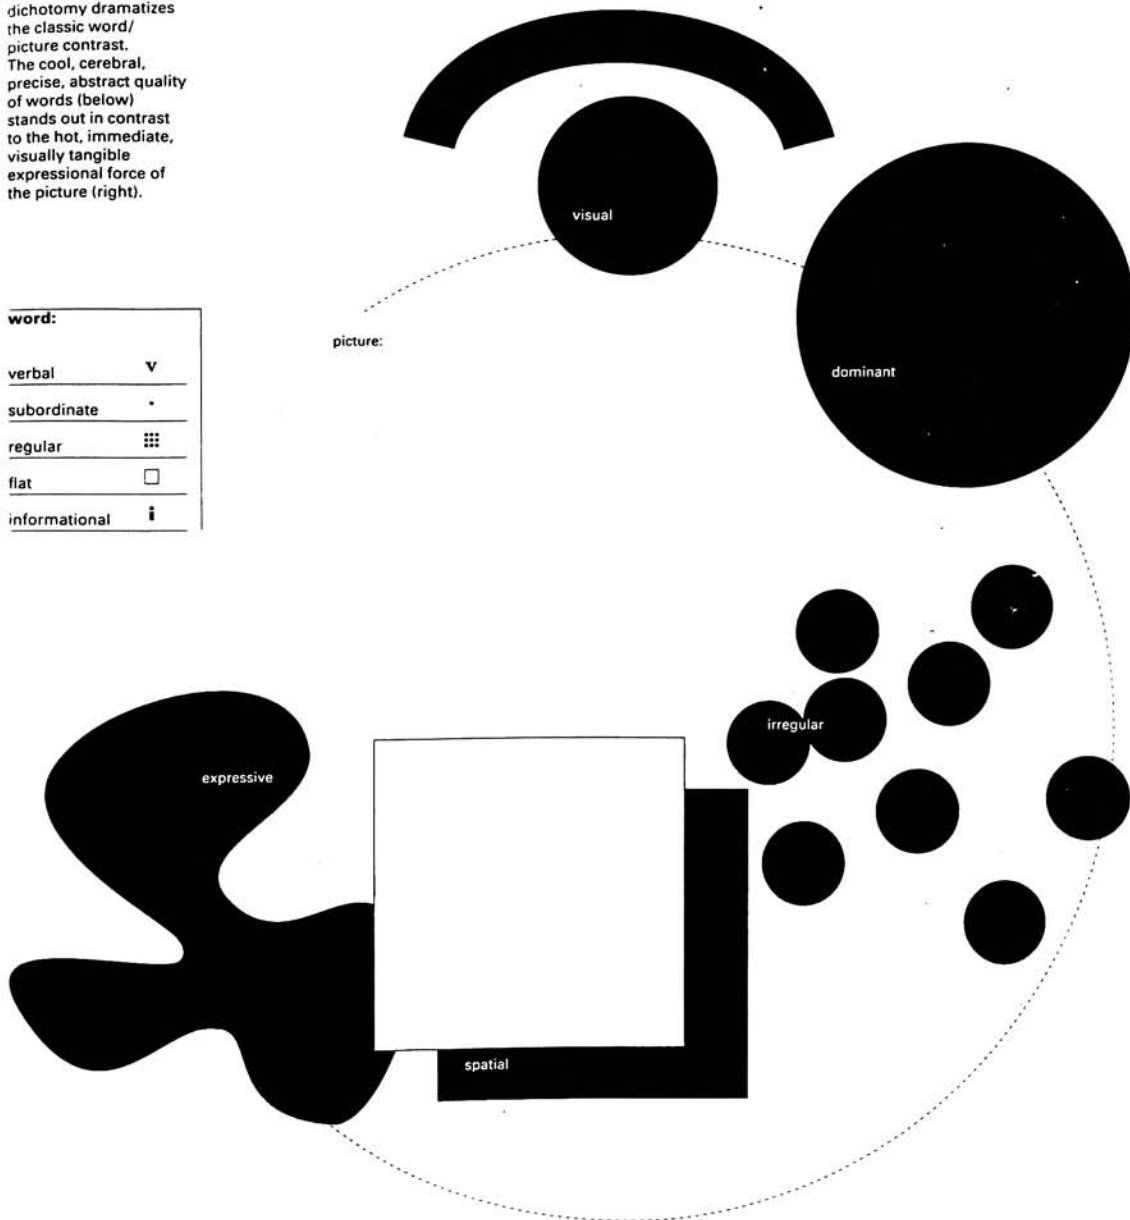 dichotomy dramatizes
the classic word/
picture contrast.
The cool, cerebral,
precise, abstract quality
of words (below)
stands out in contrast
to the hot, immediate,
visually tangible
expressional force of
the picture (right).
word:
verbal v
subordinate
regular
flat
informational i
picture:
visual
dominant
irregular
expressive
spatial